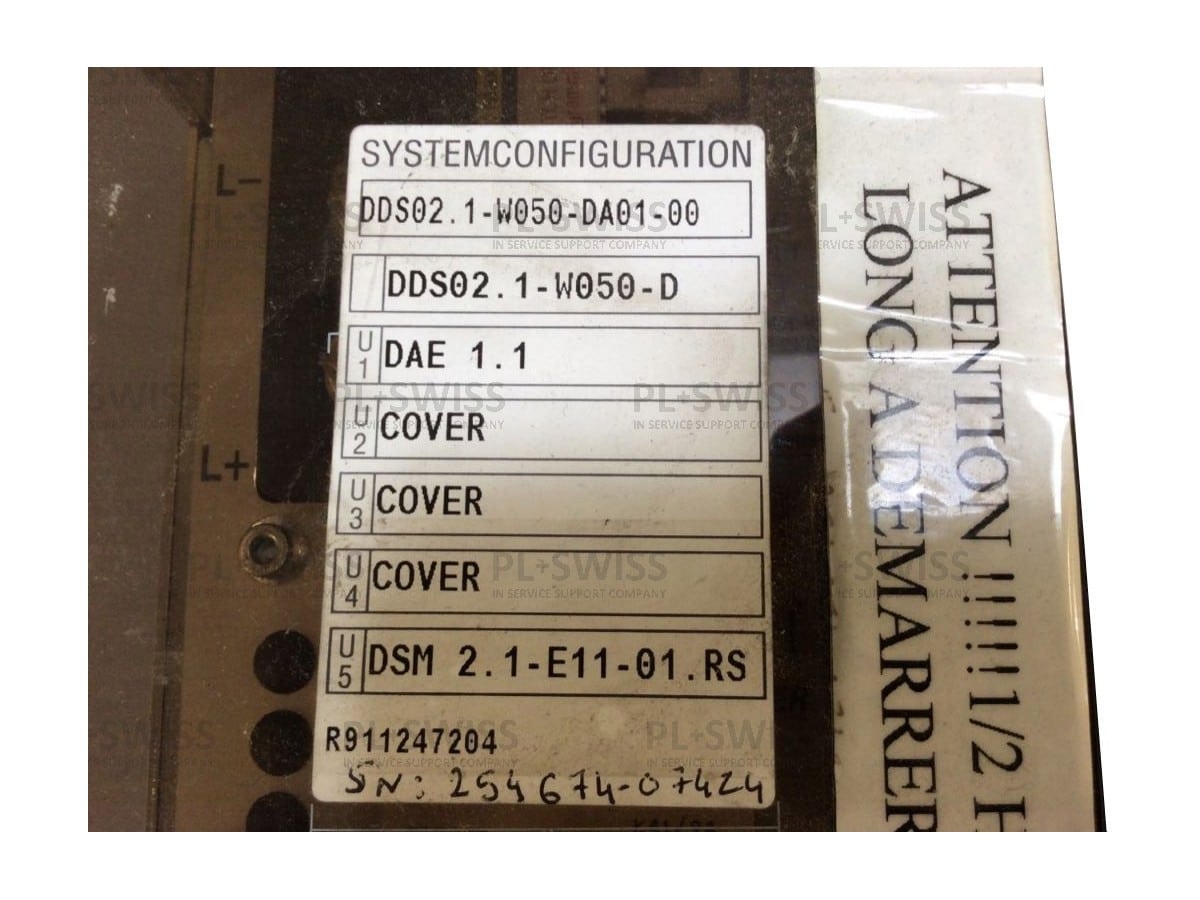 SYSTEMCONFIGURATION
DDS02.1-W050-DA01-00
DDS02.1-W050-D
U1 DAE 1.1
U2 COVER
U3 COVER
U4 COVER
U5 DSM 2.1-E11-01.RS
R911247204
SN: 254674-07424
L-
L+
ATTENTION !!!!!!1/2 H
LONG A DEMARRER
PL+SWISS
IN SERVICE SUPPORT COMPANY